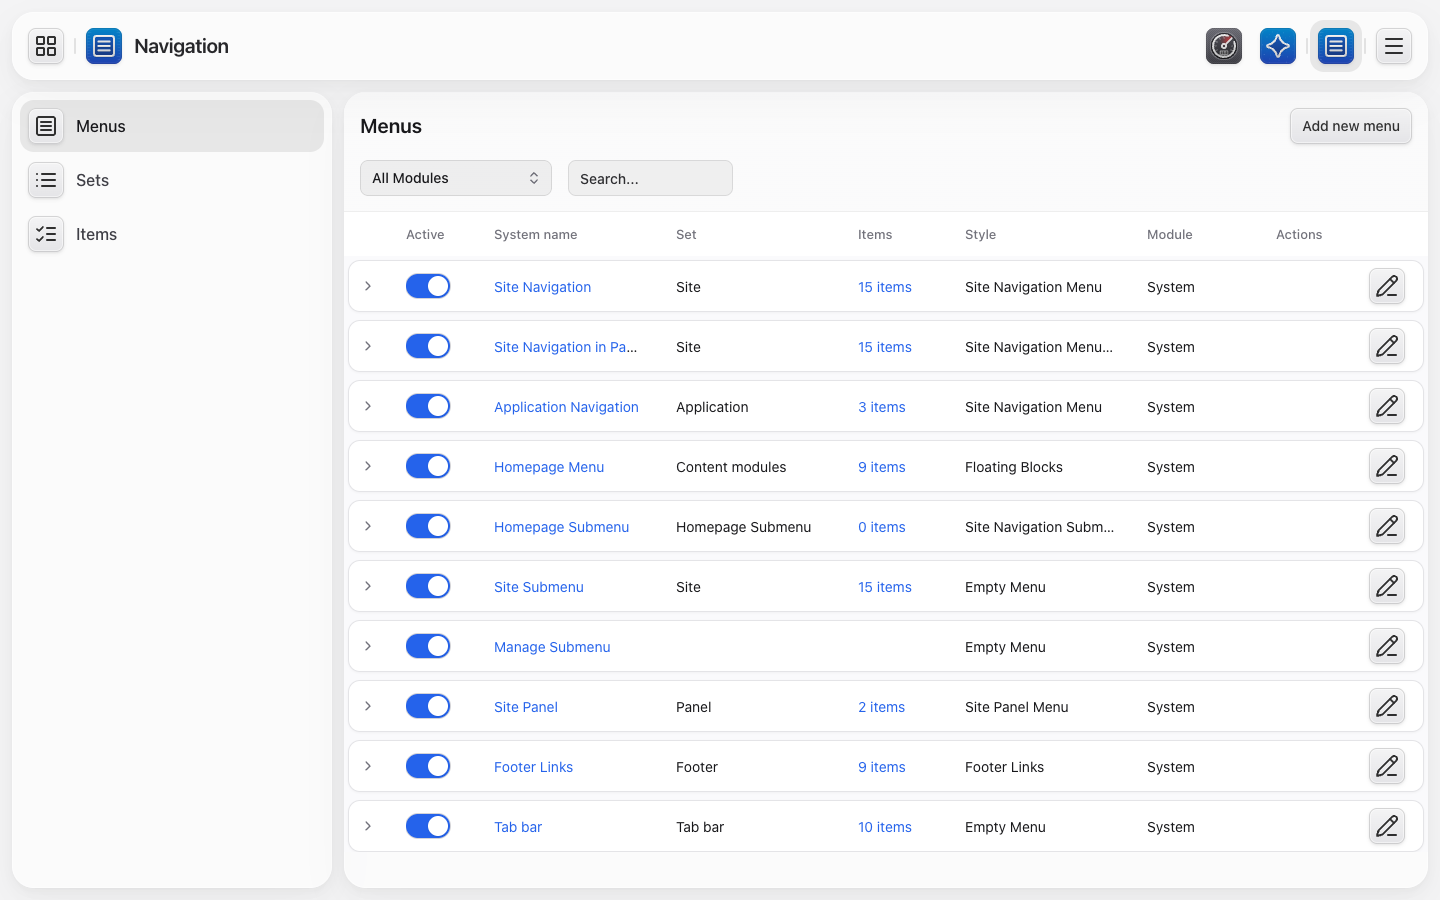 Navigation
Menus
Sets
Items
Menus
Add new menu
All Modules
Search...
Active System name Set Items Style Module Actions
Site Navigation Site 15 items Site Navigation Menu System
Site Navigation in Pa... Site 15 items Site Navigation Menu... System
Application Navigation Application 3 items Site Navigation Menu System
Homepage Menu Content modules 9 items Floating Blocks System
Homepage Submenu Homepage Submenu 0 items Site Navigation Subm... System
Site Submenu Site 15 items Empty Menu System
Manage Submenu Empty Menu System
Site Panel Panel 2 items Site Panel Menu System
Footer Links Footer 9 items Footer Links System
Tab bar Tab bar 10 items Empty Menu System